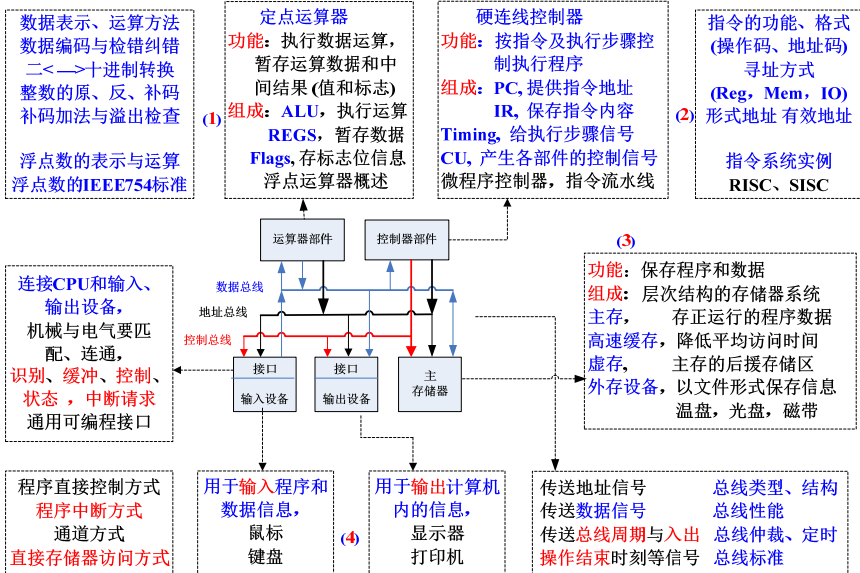 数据表示、运算方法
数据编码与检错纠错
二<—>十进制转换
整数的原、反、补码
补码加法与溢出检查
浮点数的表示与运算
浮点数的IEEE754标准
(1)
定点运算器
功能：执行数据运算，
暂存运算数据和中
间结果 (值和标志)
组成：ALU，执行运算
REGS，暂存数据
Flags, 存标志位信息
浮点运算器概述
硬连线控制器
功能：按指令及执行步骤控
制执行程序
组成：PC, 提供指令地址
IR, 保存指令内容
Timing, 给执行步骤信号
CU, 产生各部件的控制信号
微程序控制器，指令流水线
(2)
指令的功能、格式
(操作码、地址码)
寻址方式
(Reg，Mem，IO)
形式地址 有效地址
指令系统实例
RISC、SISC
运算器部件
控制器部件
数据总线
地址总线
控制总线
接口
输入设备
接口
输出设备
主
存储器
连接CPU和输入、
输出设备，
机械与电气要匹
配、连通，
识别、缓冲、控制、
状态 ，中断请求
通用可编程接口
(3)
功能：保存程序和数据
组成：层次结构的存储器系统
主存， 存正运行的程序数据
高速缓存，降低平均访问时间
虚存, 主存的后援存储区
外存设备，以文件形式保存信息
温盘，光盘，磁带
程序直接控制方式
程序中断方式
通道方式
直接存储器访问方式
用于输入程序和
数据信息，
鼠标
键盘
(4)
用于输出计算机
内的信息，
显示器
打印机
传送地址信号 总线类型、结构
传送数据信号 总线性能
传送总线周期与入出 总线仲裁、定时
操作结束时刻等信号 总线标准